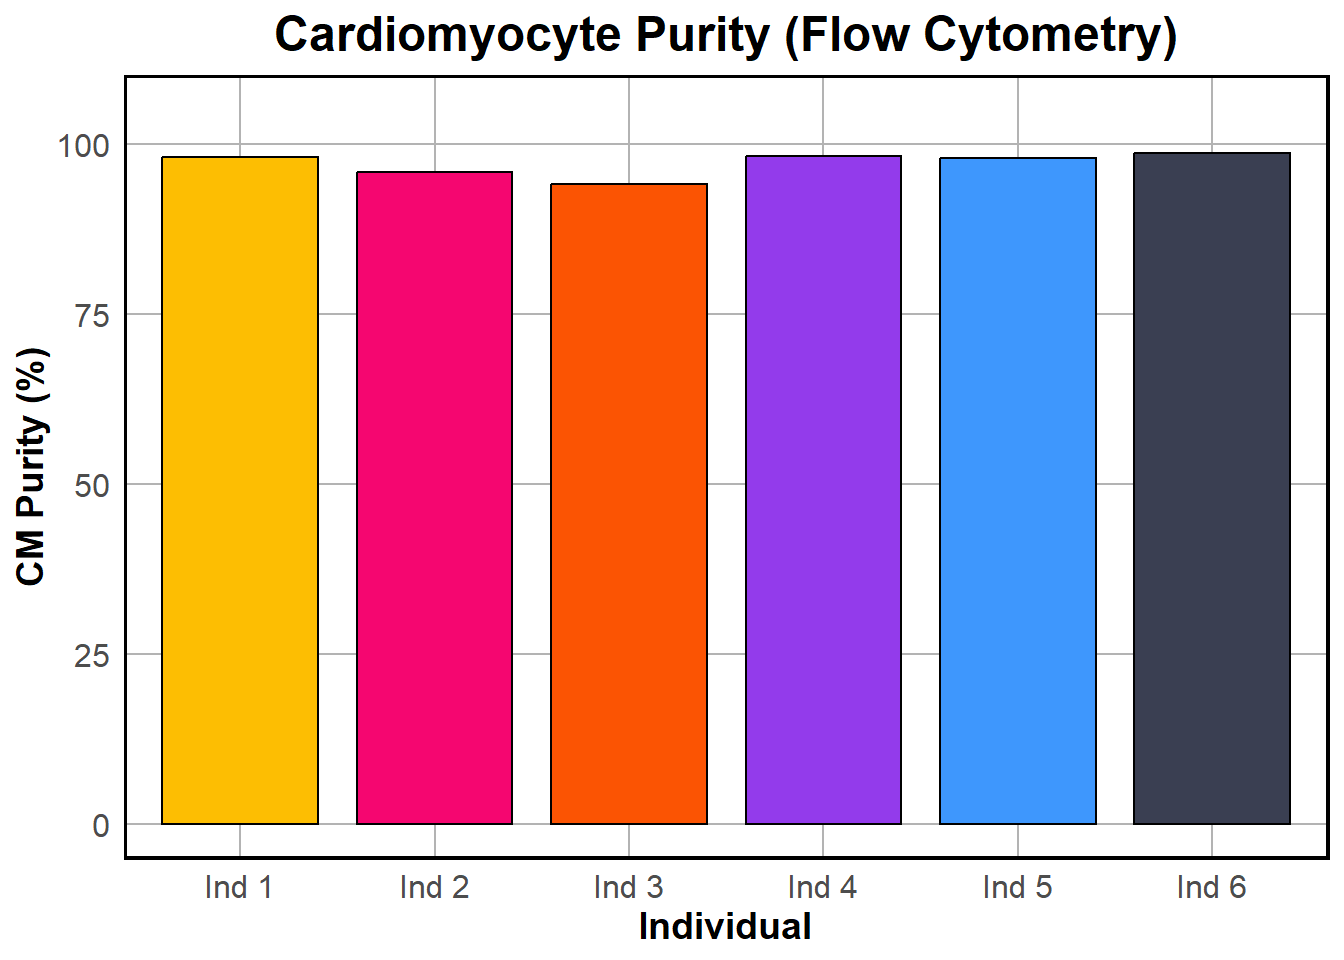 Cardiomyocyte Purity (Flow Cytometry)
CM Purity (%)
100
75
50
25
0
Ind 1 Ind 2 Ind 3 Ind 4 Ind 5 Ind 6
Individual